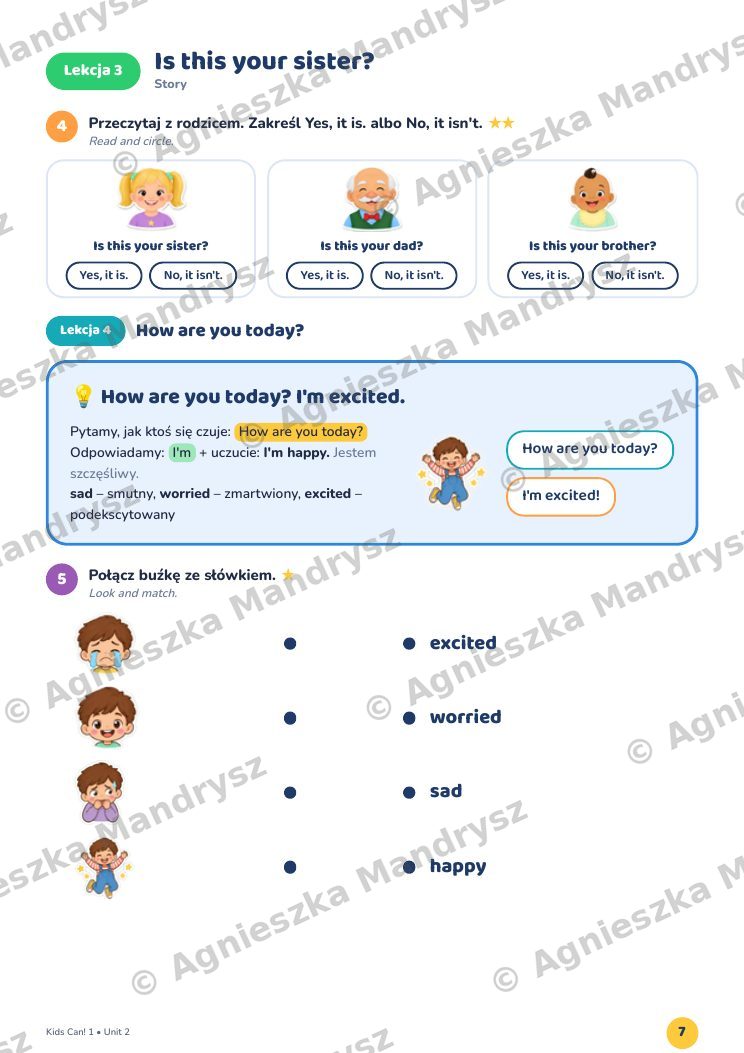 Lekcja 3
Is this your sister?
Story
4
Przeczytaj z rodzicem. Zakreśl Yes, it is. albo No, it isn't. ⭐⭐
Read and circle.
Is this your sister?
Yes, it is. No, it isn't.
Is this your dad?
Yes, it is. No, it isn't.
Is this your brother?
Yes, it is. No, it isn't.
Lekcja 4
How are you today?
💡 How are you today? I'm excited.
Pytamy, jak ktoś się czuje: How are you today?
Odpowiadamy: I'm + uczucie: I'm happy. Jestem
szczęśliwy.
sad – smutny, worried – zmartwiony, excited –
podekscytowany
How are you today?
I'm excited!
5
Połącz buźkę ze słówkiem. ⭐
Look and match.
excited
worried
sad
happy
Kids Can! 1 • Unit 2
7
© Agnieszka Mandrysz